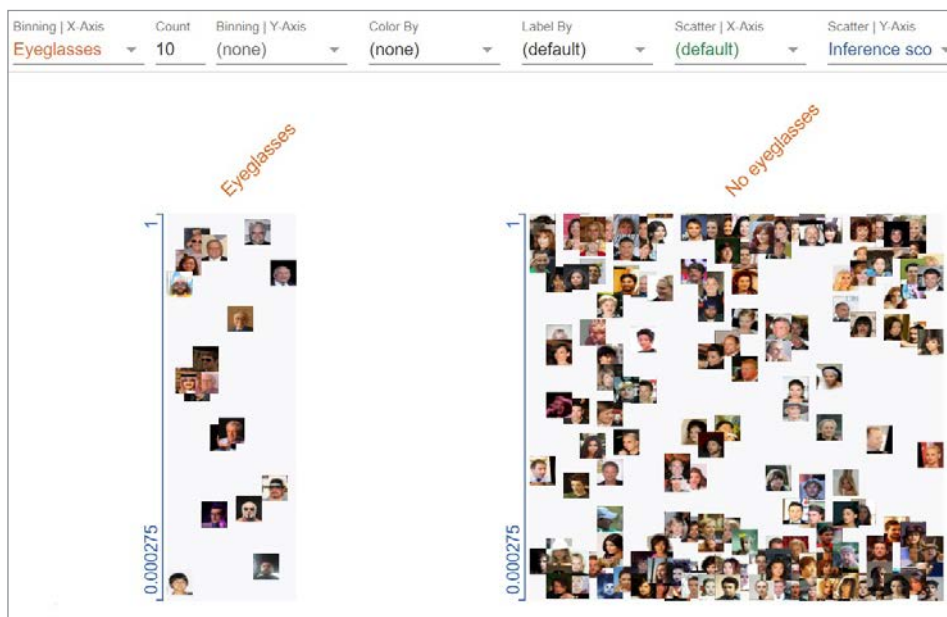 Binning | X-Axis Count Binning | Y-Axis Color By Label By Scatter | X-Axis Scatter | Y-Axis
Eyeglasses 10 (none) (none) (default) (default) Inference sco
Eyeglasses No eyeglasses
1 1
0.000275 0.000275